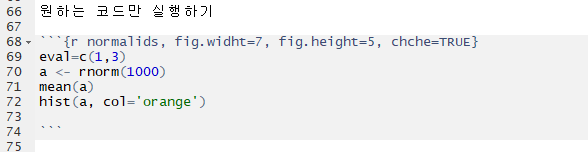 66 원하는 코드만 실행하기
67
68 ```{r normalids, fig.widht=7, fig.height=5, chche=TRUE}
69 eval=c(1,3)
70 a <- rnorm(1000)
71 mean(a)
72 hist(a, col='orange')
73
74 ```
75